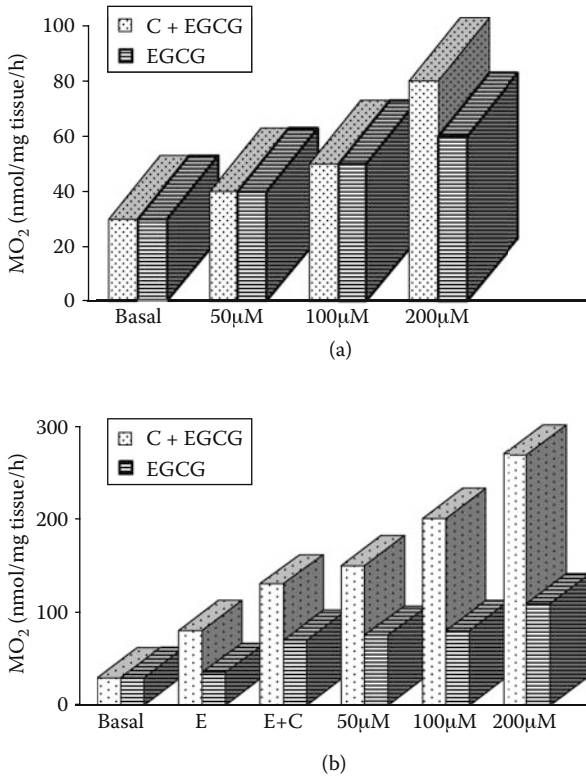 100
80
60
40
20
0
MO₂ (nmol/mg tissue/h)
C + EGCG
EGCG
Basal 50μM 100μM 200μM
(a)
300
200
100
0
MO₂ (nmol/mg tissue/h)
C + EGCG
EGCG
Basal E E+C 50μM 100μM 200μM
(b)